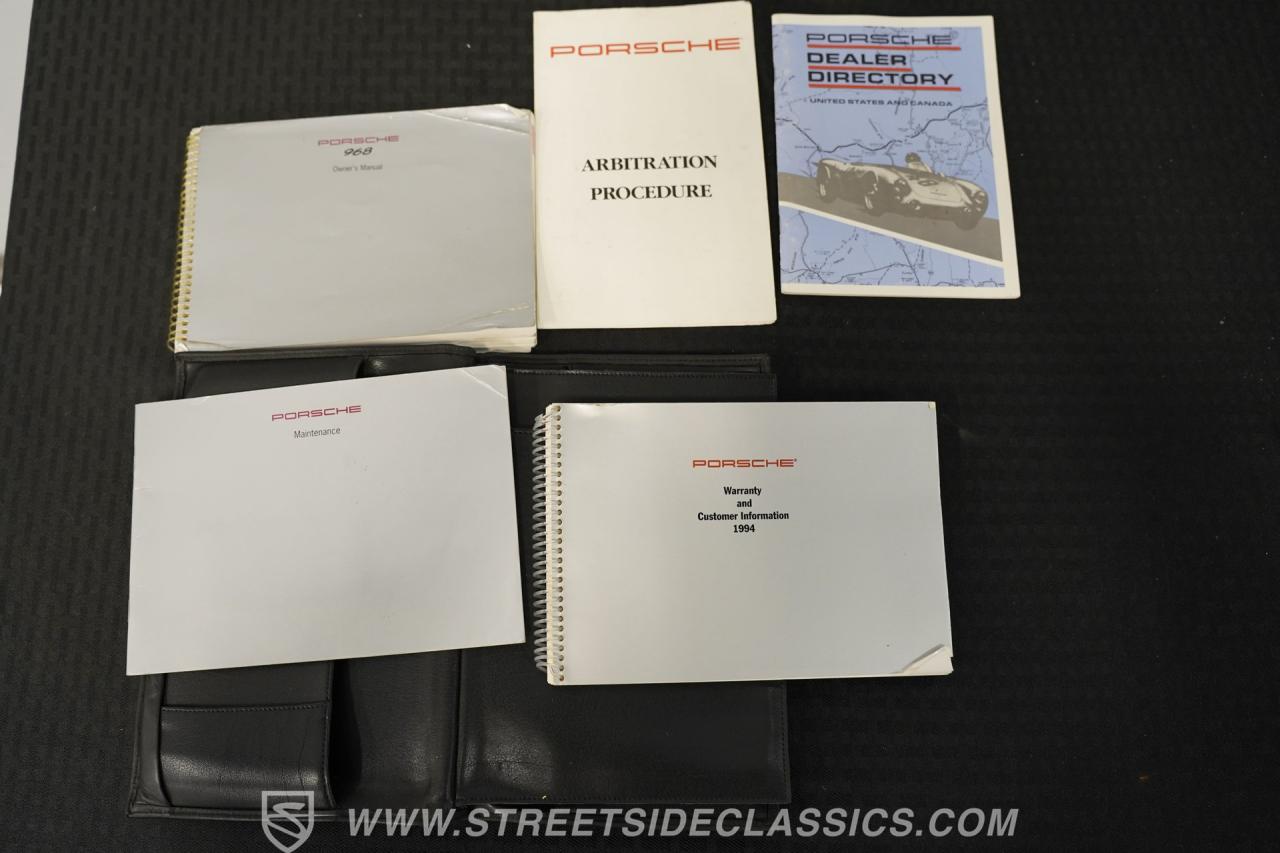 PORSCHE
968
Owner's Manual
PORSCHE
ARBITRATION
PROCEDURE
PORSCHE
DEALER
DIRECTORY
UNITED STATES AND CANADA
PORSCHE
Maintenance
PORSCHE®
Warranty
and
Customer Information
1994
WWW.STREETSIDECLASSICS.COM